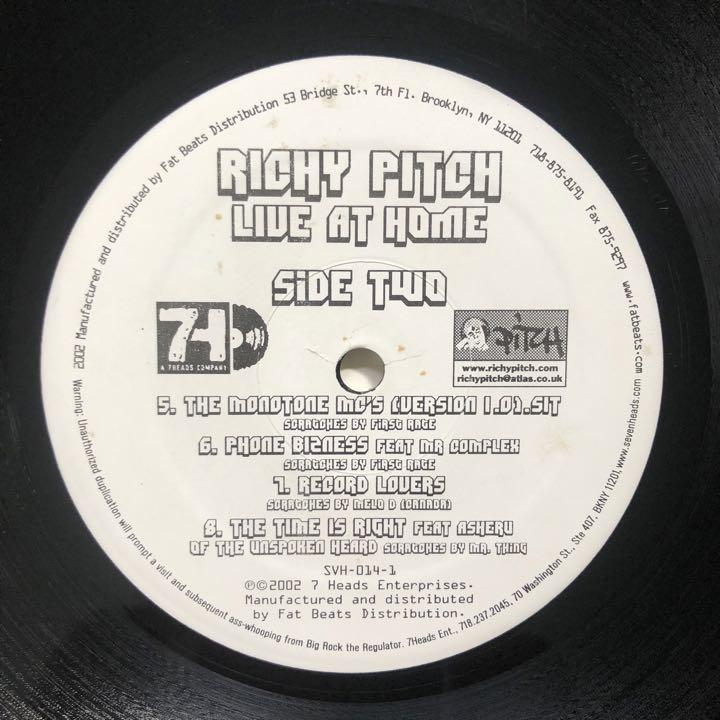 2002 Manufactured and distributed by Fat Beats Distribution 53 Bridge St., 7th Fl. Brooklyn, NY 11201 718-875-8191 Fax 875-9297 www.fatbeats.com
RICHY PITCH
LIVE AT HOME
SIDE TWO
7H
A 7HEADS COMPANY
PITCH
www.richypitch.com
richypitch@atlas.co.uk
5. THE MONOTONE MC'S (VERSION 1.0).SIT
SCRATCHES BY FIRST RATE
6. PHONE BIZNESS FEAT MR COMPLEX
SCRATCHES BY FIRST RATE
7. RECORD LOVERS
SCRATCHES BY MELO D (CANADA)
8. THE TIME IS RIGHT FEAT ASHERU
OF THE UNSPOKEN HEARD SCRATCHES BY MR. THING
SVH-014-1
℗©2002 7 Heads Enterprises.
Manufactured and distributed
by Fat Beats Distribution.
Warning: Unauthorized duplication will prompt a visit and subsequent ass-whooping from Big Rock the Regulator. 7Heads Ent., 718.237.2045, 70 Washington St., Ste 407, BKNY 11201, www.sevenheads.com